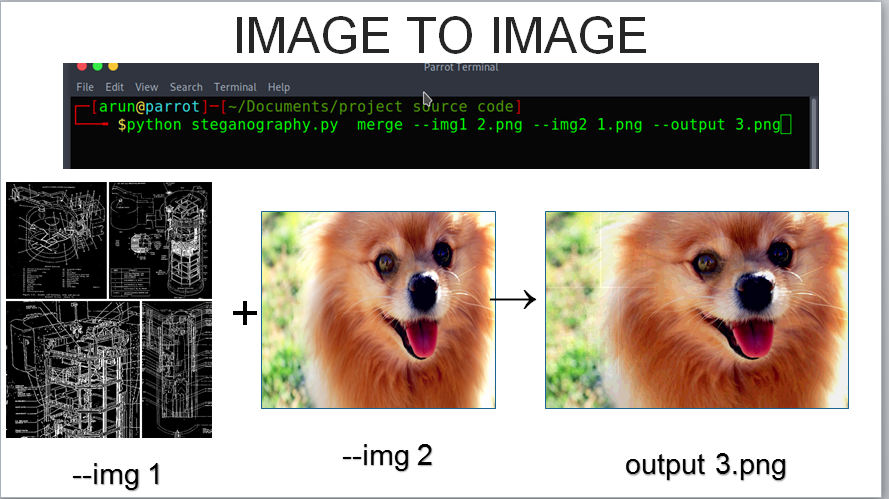 IMAGE TO IMAGE
Parrot Terminal
File Edit View Search Terminal Help
[arun@parrot]─[~/Documents/project source code]
$python steganography.py  merge --img1 2.png --img2 1.png --output 3.png
+
--img 1
--img 2
output 3.png